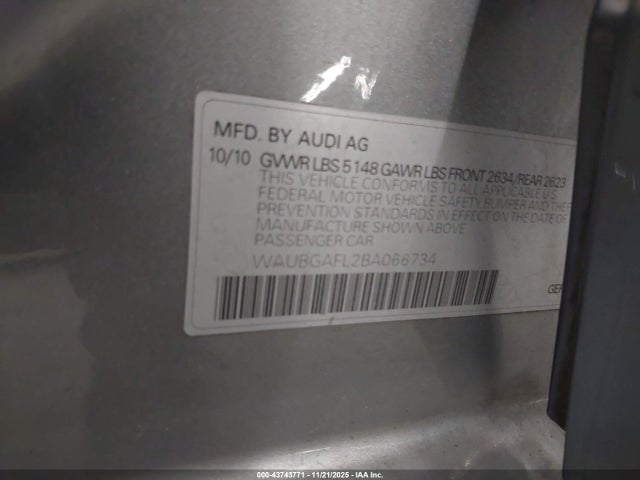 MFD. BY AUDI AG
10/10 GVWR LBS 5148 GAWR LBS FRONT 2634/REAR 2623
THIS VEHICLE CONFORMS TO ALL APPLICABLE U.S.
FEDERAL MOTOR VEHICLE SAFETY, BUMPER AND THEFT
PREVENTION STANDARDS IN EFFECT ON THE DATE OF
MANUFACTURE SHOWN ABOVE
PASSENGER CAR
WAUBGAFL2BA066734
GER
00-43743771 - 11/21/2025 - IAA Inc.